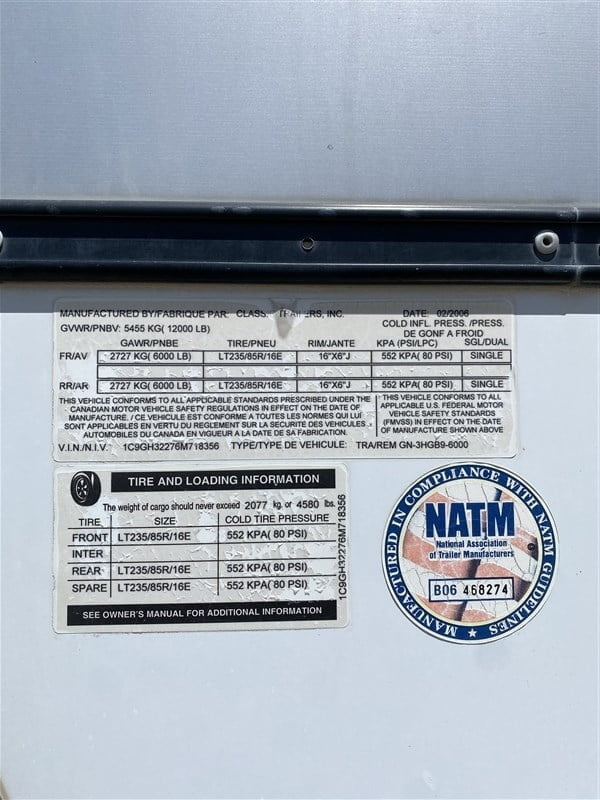 MANUFACTURED BY/FABRIQUE PAR: CLASS TRAILERS, INC. DATE: 02/2006
GVWR/PNBV: 5455 KG( 12000 LB) COLD INFL. PRESS. /PRESS. DE GONF A FROID
GAWR/PNBE TIRE/PNEU RIM/JANTE KPA (PSI/LPC) SGL/DUAL
FR/AV 2727 KG( 6000 LB) LT235/85R/16E 16"X6"J 552 KPA( 80 PSI) SINGLE
RR/AR 2727 KG( 6000 LB) LT235/85R/16E 16"X6"J 552 KPA( 80 PSI) SINGLE
THIS VEHICLE CONFORMS TO ALL APPLICABLE STANDARDS PRESCRIBED UNDER THE
CANADIAN MOTOR VEHICLE SAFETY REGULATIONS IN EFFECT ON THE DATE OF
MANUFACTURE. / CE VEHICULE EST CONFORME A TOUTES LES NORMES QUI LUI
SONT APPLICABLES EN VERTU DU REGLEMENT SUR LA SECURITE DES VEHICULES
AUTOMOBILES DU CANADA EN VIGUEUR A LA DATE DE SA FABRICATION.
THIS VEHICLE CONFORMS TO ALL
APPLICABLE U.S. FEDERAL MOTOR
VEHICLE SAFETY STANDARDS
(FMVSS) IN EFFECT ON THE DATE
OF MANUFACTURE SHOWN ABOVE
V.I.N./N.I.V. 1C9GH32276M718356 TYPE/TYPE DE VEHICULE: TRA/REM GN-3HGB9-6000
TIRE AND LOADING INFORMATION
The weight of cargo should never exceed 2077 kg. or 4580 lbs.
TIRE SIZE COLD TIRE PRESSURE
FRONT LT235/85R/16E 552 KPA( 80 PSI)
INTER
REAR LT235/85R/16E 552 KPA( 80 PSI)
SPARE LT235/85R/16E 552 KPA( 80 PSI)
SEE OWNER'S MANUAL FOR ADDITIONAL INFORMATION
1C9GH32276M718356
MANUFACTURED IN COMPLIANCE WITH NATM GUIDELINES
NATM
National Association
of Trailer Manufacturers
B06 468274